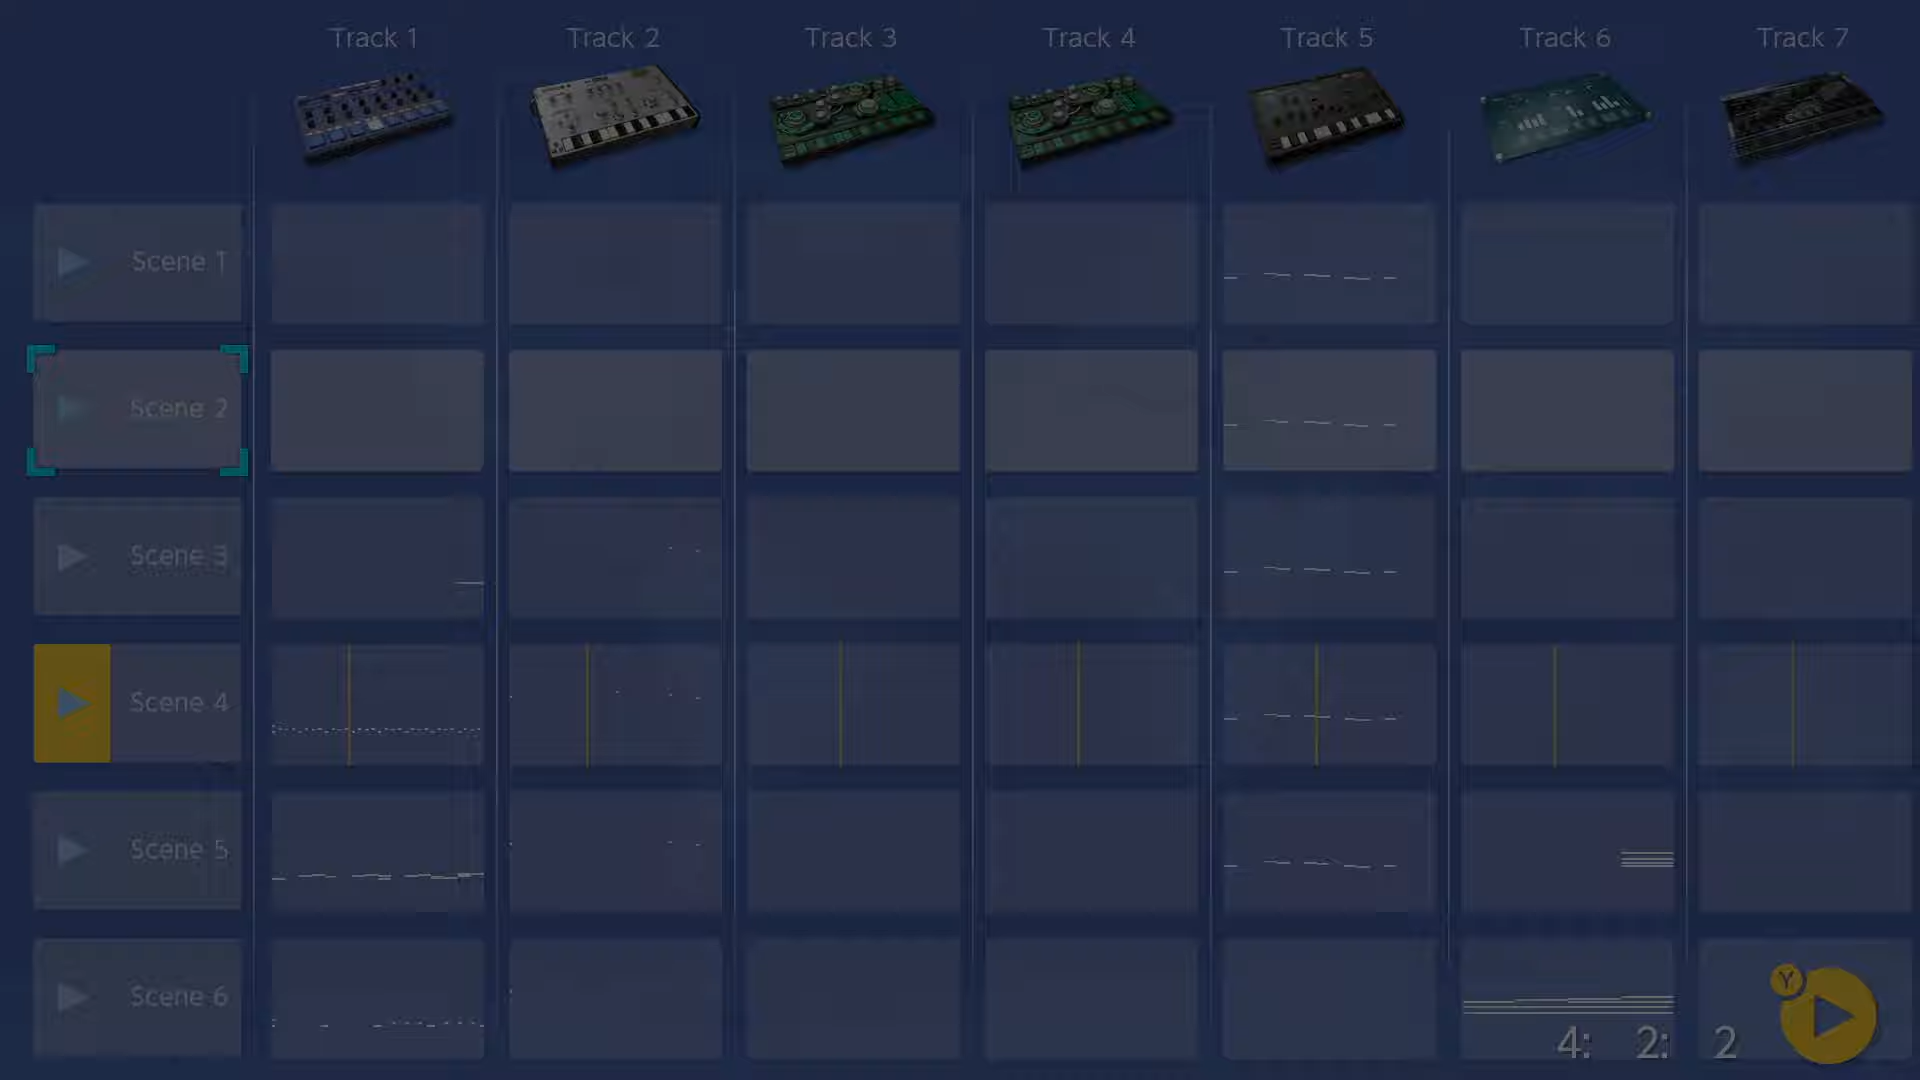 Track 1 Track 2 Track 3 Track 4 Track 5 Track 6 Track 7
Scene 1
Scene 2
Scene 3
Scene 4
Scene 5
Scene 6
Y
4: 2: 2